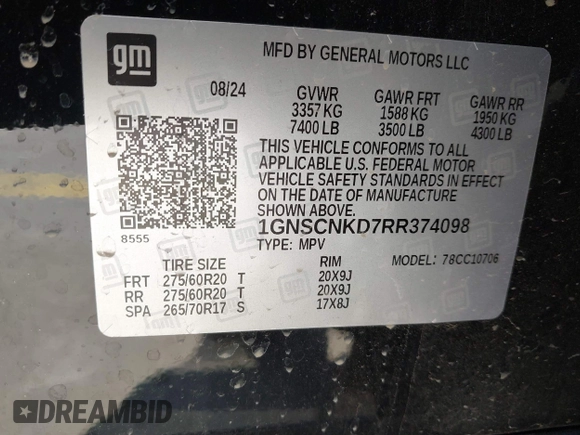 gm
MFD BY GENERAL MOTORS LLC
08/24 GVWR GAWR FRT GAWR RR
3357 KG 1588 KG 1950 KG
7400 LB 3500 LB 4300 LB
THIS VEHICLE CONFORMS TO ALL
APPLICABLE U.S. FEDERAL MOTOR
VEHICLE SAFETY STANDARDS IN EFFECT
ON THE DATE OF MANUFACTURE
SHOWN ABOVE.
1GNSCNKD7RR374098
8555 TYPE: MPV MODEL: 78CC10706
TIRE SIZE RIM
FRT 275/60R20 T 20X9J
RR 275/60R20 T 20X9J
SPA 265/70R17 S 17X8J
DREAMBID